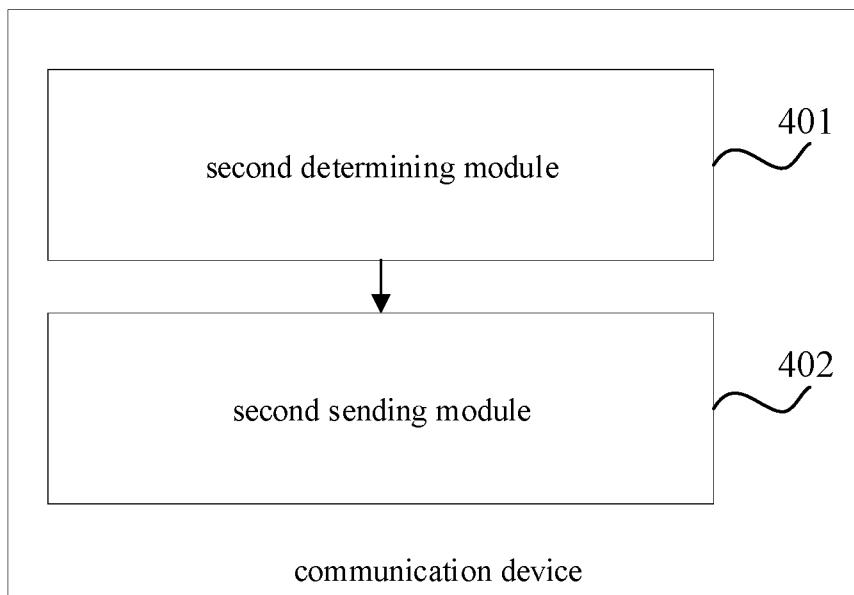 401
second determining module
402
second sending module
communication device